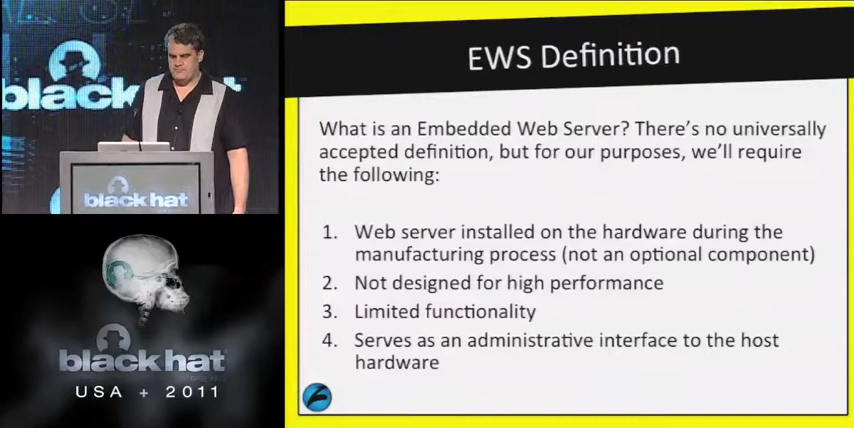 black hat
black hat
black hat
USA + 2011
EWS Definition
What is an Embedded Web Server? There's no universally
accepted definition, but for our purposes, we'll require
the following:
1. Web server installed on the hardware during the
manufacturing process (not an optional component)
2. Not designed for high performance
3. Limited functionality
4. Serves as an administrative interface to the host
hardware